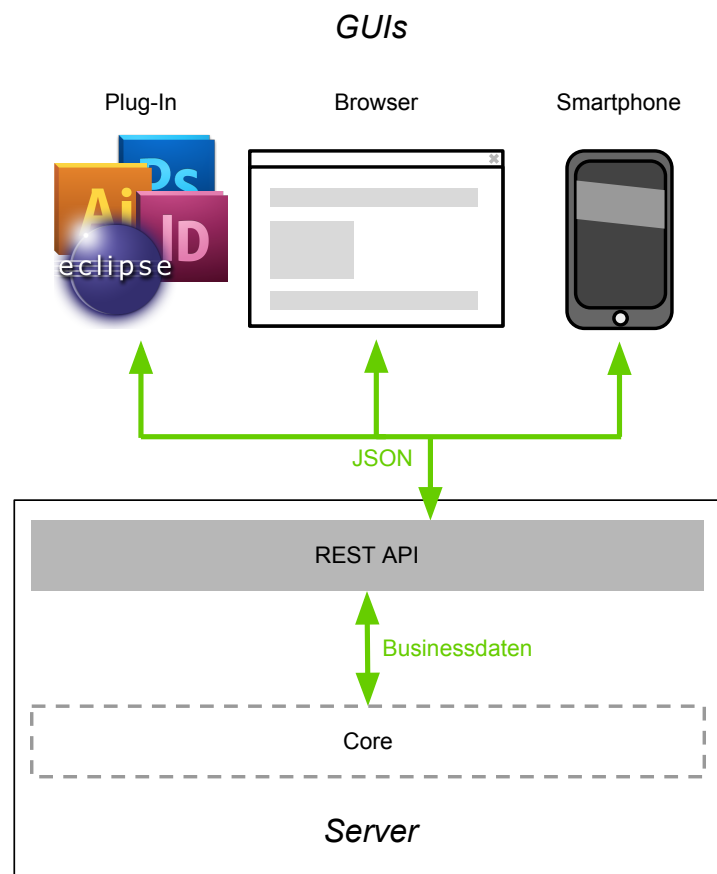 GUIs
Plug-In
Browser
Smartphone
Ps
Ai
ID
eclipse
JSON
REST API
Businessdaten
Core
Server